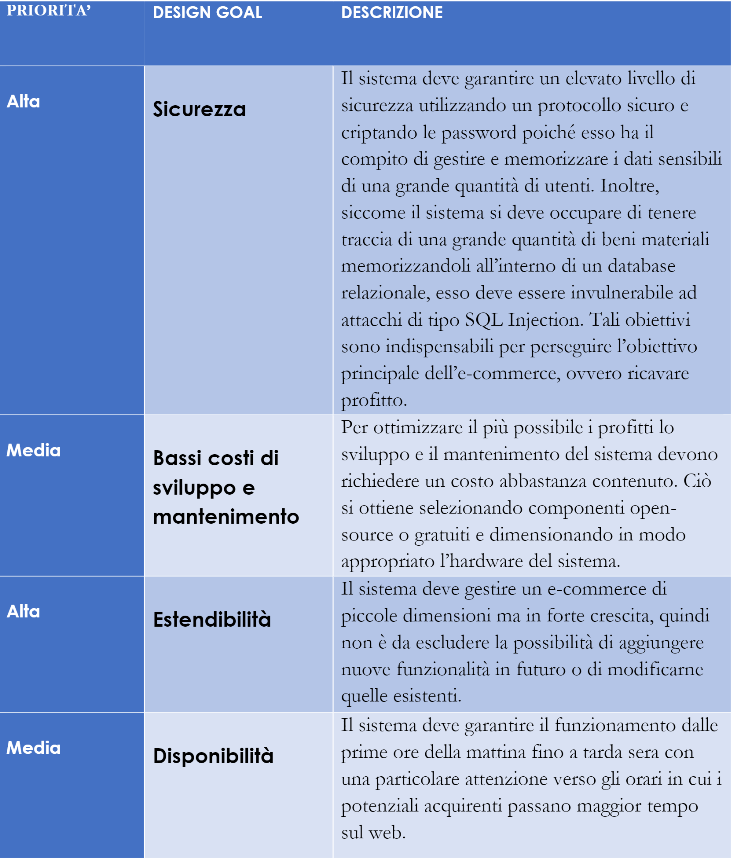 PRIORITA’ DESIGN GOAL DESCRIZIONE
Alta
Sicurezza
Il sistema deve garantire un elevato livello di
sicurezza utilizzando un protocollo sicuro e
criptando le password poiché esso ha il
compito di gestire e memorizzare i dati sensibili
di una grande quantità di utenti. Inoltre,
siccome il sistema si deve occupare di tenere
traccia di una grande quantità di beni materiali
memorizzandoli all’interno di un database
relazionale, esso deve essere invulnerabile ad
attacchi di tipo SQL Injection. Tali obiettivi
sono indispensabili per perseguire l’obiettivo
principale dell’e-commerce, ovvero ricavare
profitto.
Media
Bassi costi di
sviluppo e
mantenimento
Per ottimizzare il più possibile i profitti lo
sviluppo e il mantenimento del sistema devono
richiedere un costo abbastanza contenuto. Ciò
si ottiene selezionando componenti open-
source o gratuiti e dimensionando in modo
appropriato l’hardware del sistema.
Alta
Estendibilità
Il sistema deve gestire un e-commerce di
piccole dimensioni ma in forte crescita, quindi
non è da escludere la possibilità di aggiungere
nuove funzionalità in futuro o di modificarne
quelle esistenti.
Media
Disponibilità
Il sistema deve garantire il funzionamento dalle
prime ore della mattina fino a tarda sera con
una particolare attenzione verso gli orari in cui i
potenziali acquirenti passano maggior tempo
sul web.